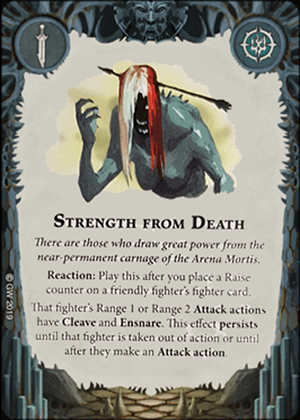 STRENGTH FROM DEATH
There are those who draw great power from the
near-permanent carnage of the Arena Mortis.
Reaction: Play this after you place a Raise
counter on a friendly fighter's fighter card.
That fighter's Range 1 or Range 2 Attack actions
have Cleave and Ensnare. This effect persists
until that fighter is taken out of action or until
after they make an Attack action.
© GW 2019